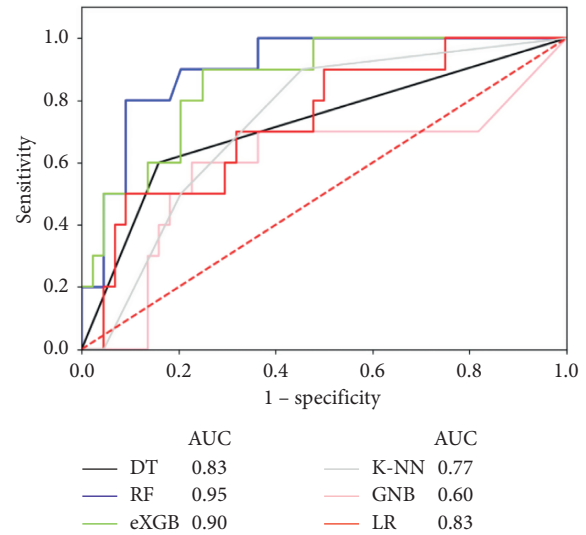 1.0
0.8
0.6
0.4
0.2
0.0
Sensitivity
0.0 0.2 0.4 0.6 0.8 1.0
1 – specificity
AUC AUC
DT 0.83 K-NN 0.77
RF 0.95 GNB 0.60
eXGB 0.90 LR 0.83